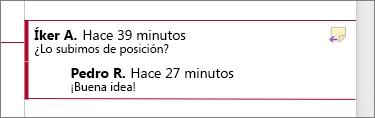 Íker A. Hace 39 minutos
¿Lo subimos de posición?
Pedro R. Hace 27 minutos
¡Buena idea!